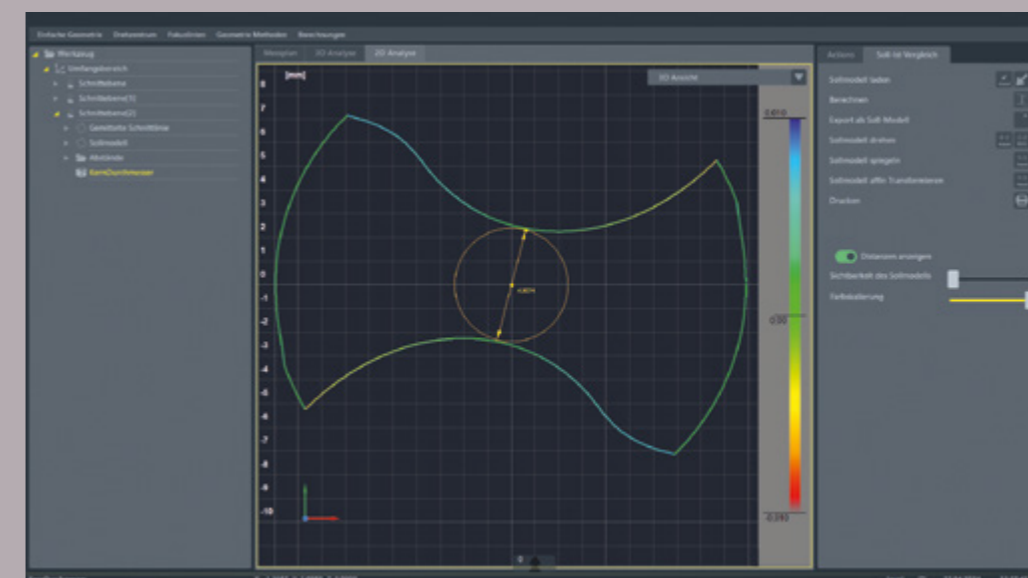 Einfache Geometrie Drehzentrum Fokuslinien Geometrie Methoden Berechnungen
Werkzeug
Umfangsbereich
Schnittebene
Schnittebene(1)
Schnittebene(2)
Gemittelte Schnittlinie
Sollmodell
Abstände
KernDurchmesser
Messplan 3D Analyse 2D Analyse
[mm]
2D Ansicht
8
7
6
5
4
3
2
1
0
-1
-2
-3
-4
-5
-6
-7
-8
-9
-10
0
0.010
0.00
-0.010
Actions Soll-Ist-Vergleich
Sollmodell laden
Berechnen
Export als Soll-Modell
Sollmodell drehen
Sollmodell spiegeln
Sollmodell affin Transformieren
Drucken
Distanzen anzeigen
Sichtbarkeit des Sollmodells
Farbskalierung